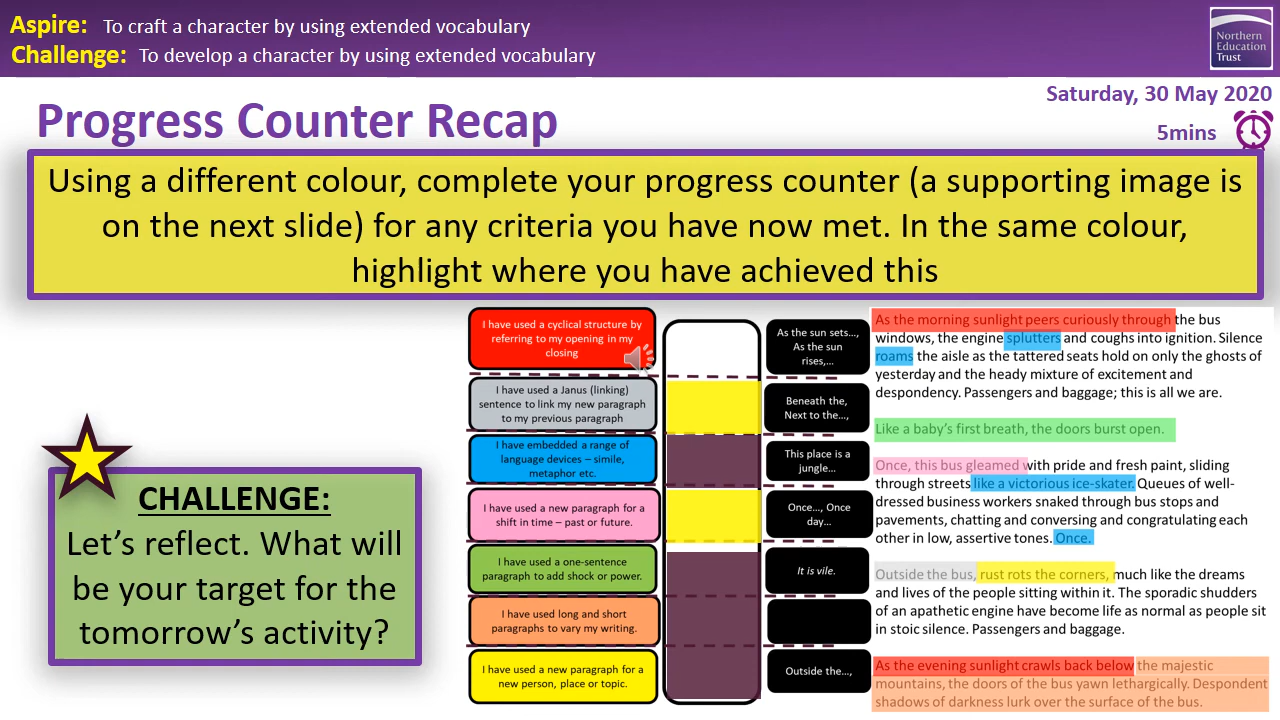 Aspire: To craft a character by using extended vocabulary
Challenge: To develop a character by using extended vocabulary
Northern
Education
Trust
Saturday, 30 May 2020
Progress Counter Recap
5mins
Using a different colour, complete your progress counter (a supporting image is
on the next slide) for any criteria you have now met. In the same colour,
highlight where you have achieved this
CHALLENGE:
Let's reflect. What will
be your target for the
tomorrow's activity?
I have used a cyclical structure by
referring to my opening in my
closing
I have used a Janus (linking)
sentence to link my new paragraph
to my previous paragraph
I have embedded a range of
language devices – simile,
metaphor etc.
I have used a new paragraph for a
shift in time – past or future.
I have used a one-sentence
paragraph to add shock or power.
I have used long and short
paragraphs to vary my writing.
I have used a new paragraph for a
new person, place or topic.
As the sun sets…,
As the sun
rises,…
Beneath the,
Next to the…,
This place is a
jungle…
Once…, Once
day…
It is vile.
Outside the…,
As the morning sunlight peers curiously through the bus
windows, the engine splutters and coughs into ignition. Silence
roams the aisle as the tattered seats hold on only the ghosts of
yesterday and the heady mixture of excitement and
despondency. Passengers and baggage; this is all we are.
Like a baby's first breath, the doors burst open.
Once, this bus gleamed with pride and fresh paint, sliding
through streets like a victorious ice-skater. Queues of well-
dressed business workers snaked through bus stops and
pavements, chatting and conversing and congratulating each
other in low, assertive tones. Once.
Outside the bus, rust rots the corners, much like the dreams
and lives of the people sitting within it. The sporadic shudders
of an apathetic engine have become life as normal as people sit
in stoic silence. Passengers and baggage.
As the evening sunlight crawls back below the majestic
mountains, the doors of the bus yawn lethargically. Despondent
shadows of darkness lurk over the surface of the bus.